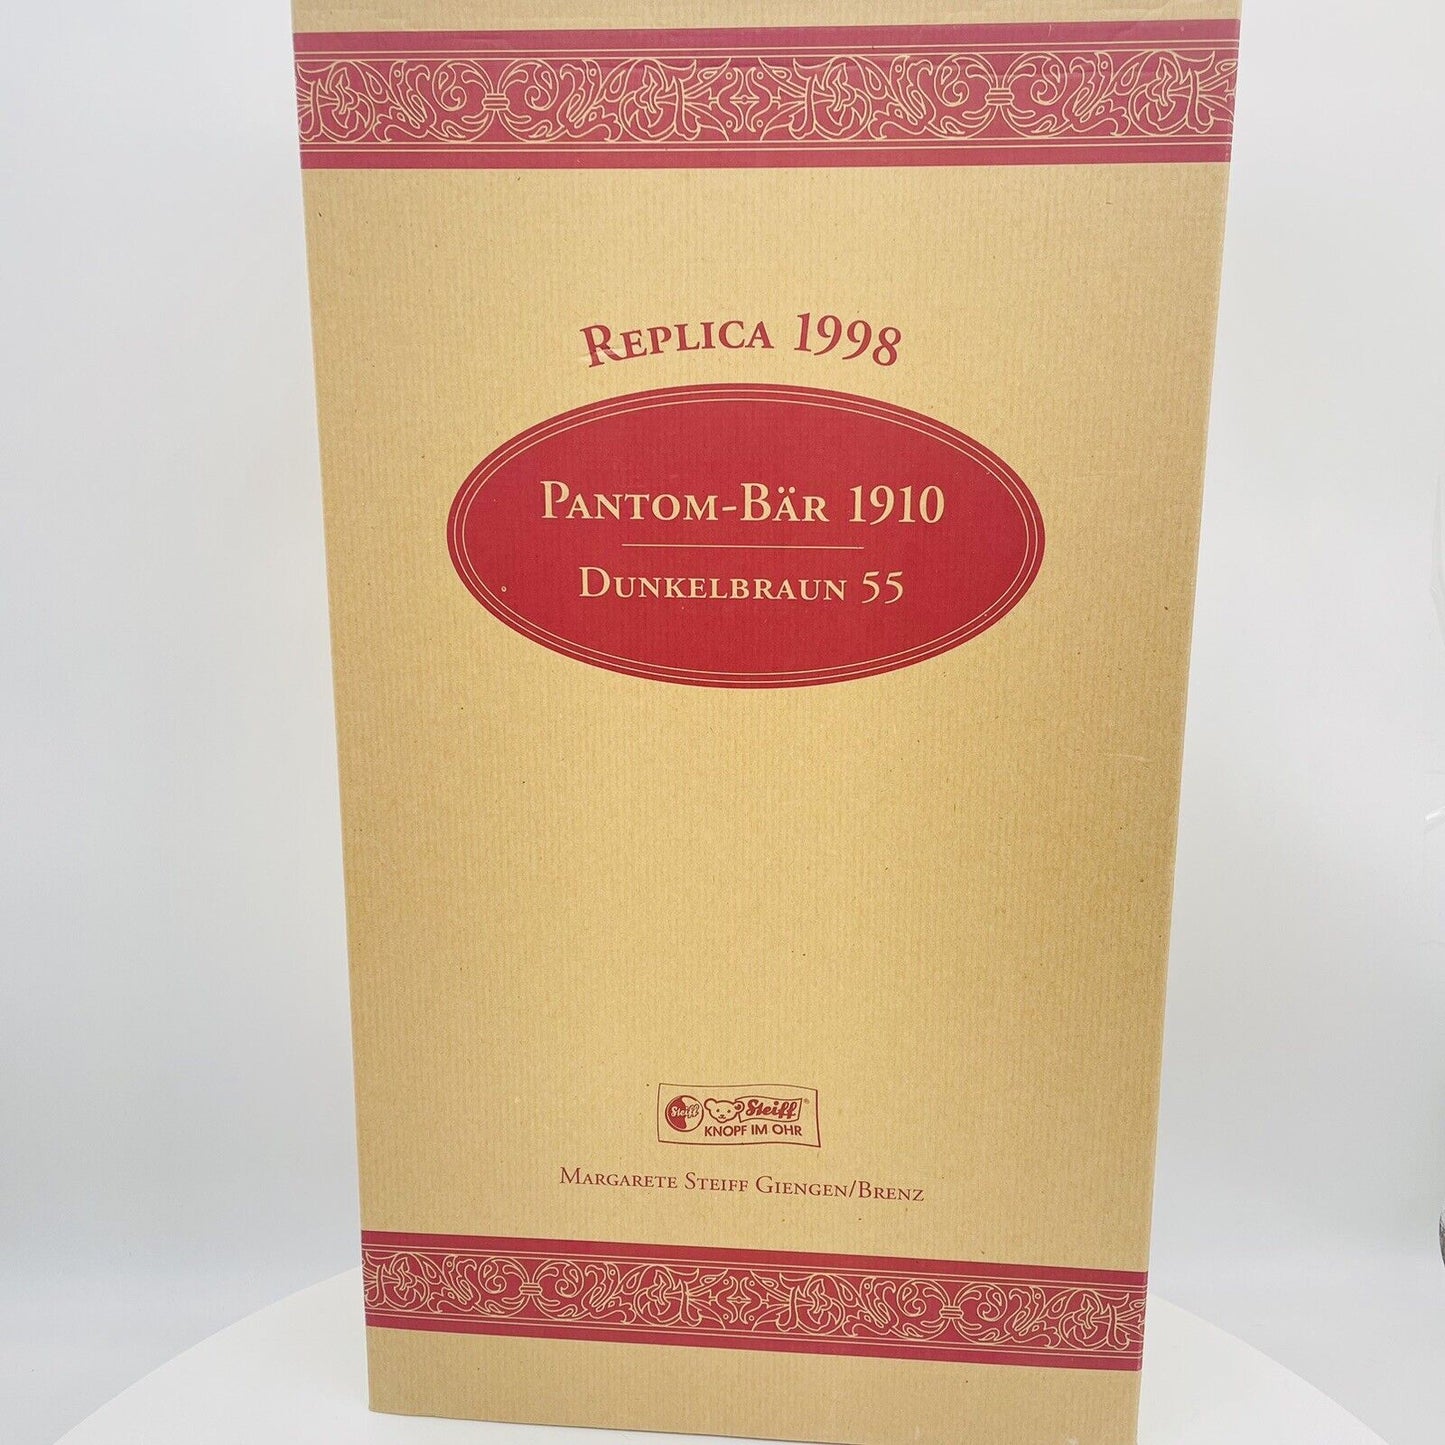 REPLICA 1998
PANTOM-BÄR 1910
DUNKELBRAUN 55
Steiff Steiff®
KNOPF IM OHR
MARGARETE STEIFF GIENGEN/BRENZ